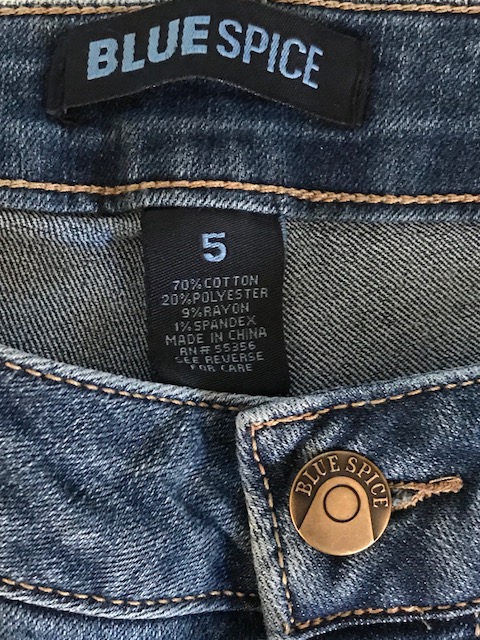 BLUE SPICE
5
70% COTTON
20% POLYESTER
9% RAYON
1% SPANDEX
MADE IN CHINA
RN# 55356
SEE REVERSE
FOR CARE
BLUE SPICE